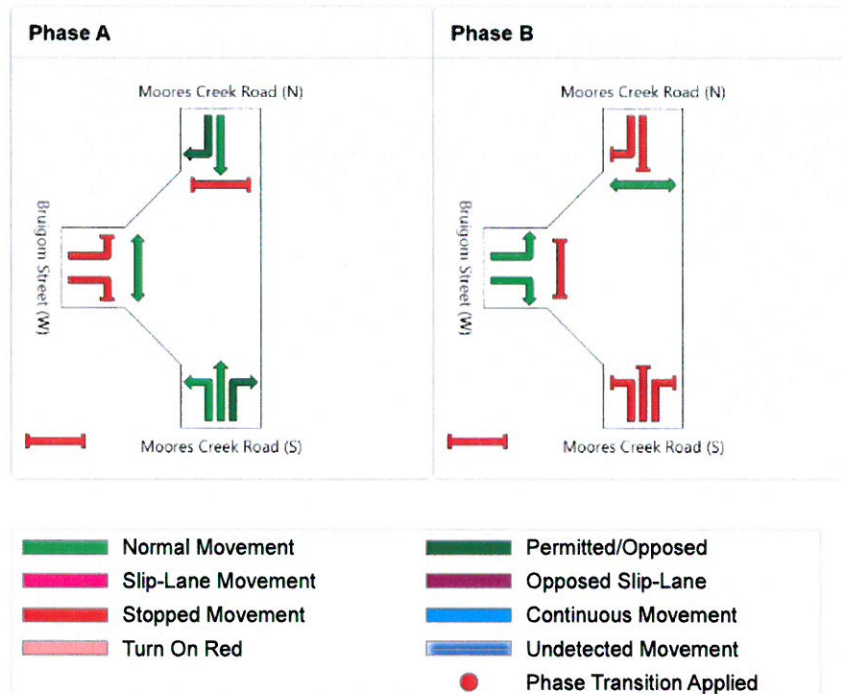 Phase A
Moores Creek Road (N)
Bruigom Street (W)
Moores Creek Road (S)
Phase B
Moores Creek Road (N)
Bruigom Street (W)
Moores Creek Road (S)
Normal Movement
Slip-Lane Movement
Stopped Movement
Turn On Red
Permitted/Opposed
Opposed Slip-Lane
Continuous Movement
Undetected Movement
Phase Transition Applied